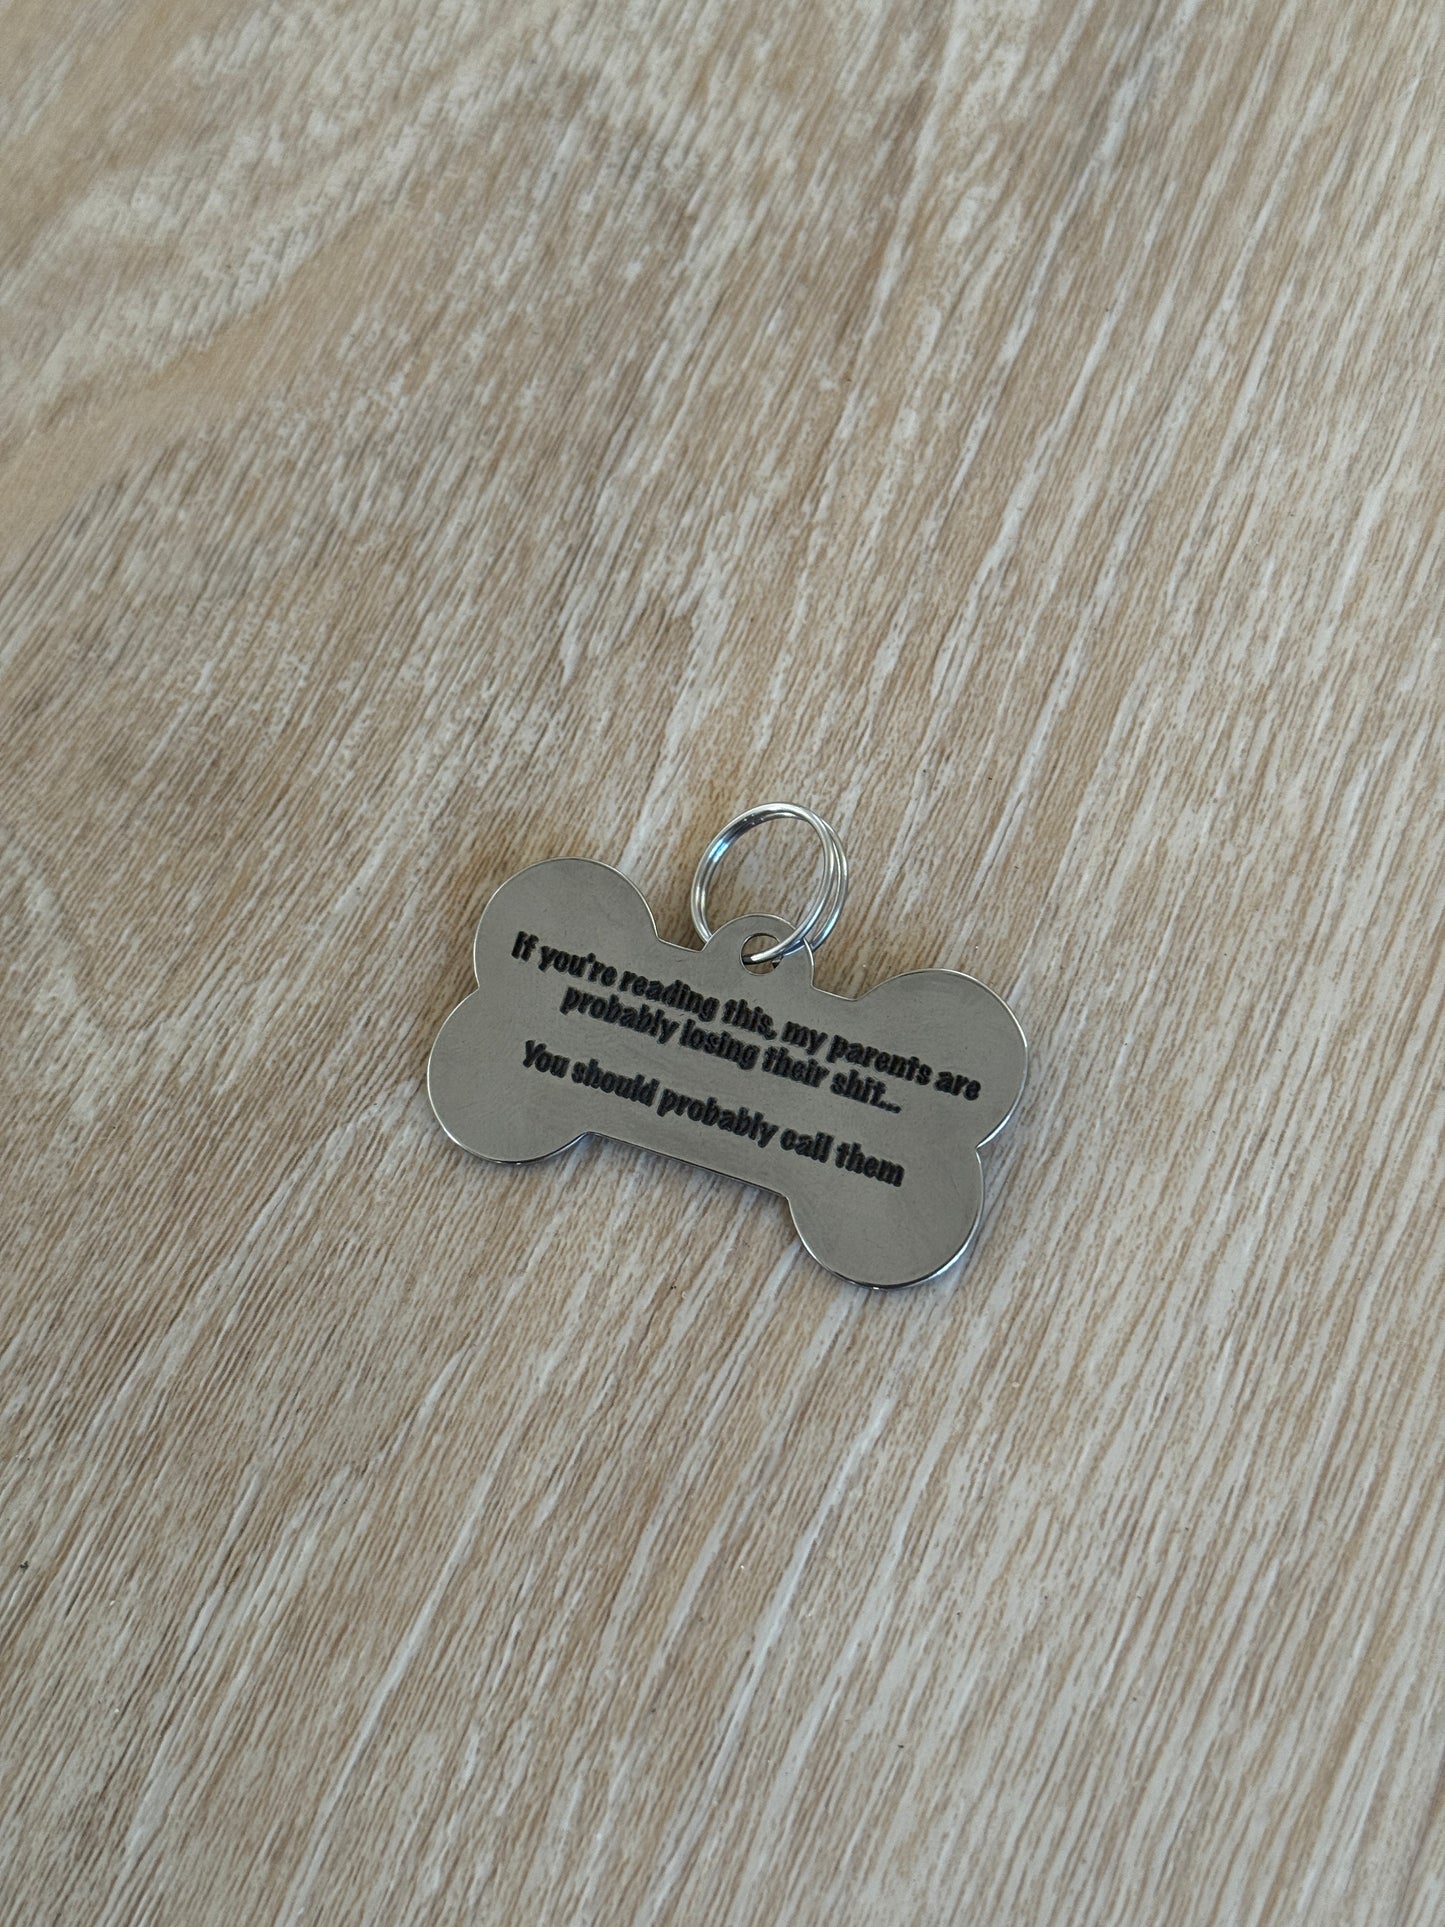 If you're reading this, my parents are
probably losing their shit...
You should probably call them